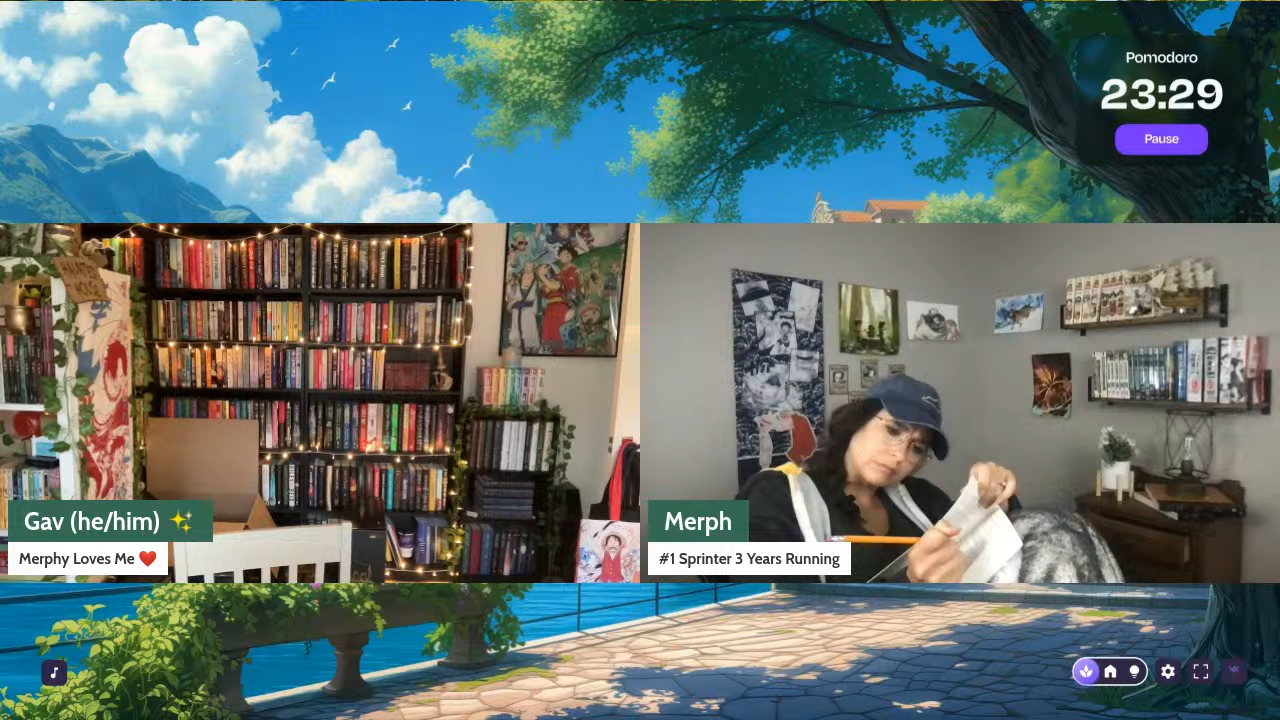 Pomodoro
23:29
Pause
Gav (he/him) ✨
Merphy Loves Me ❤️
Merph
#1 Sprinter 3 Years Running